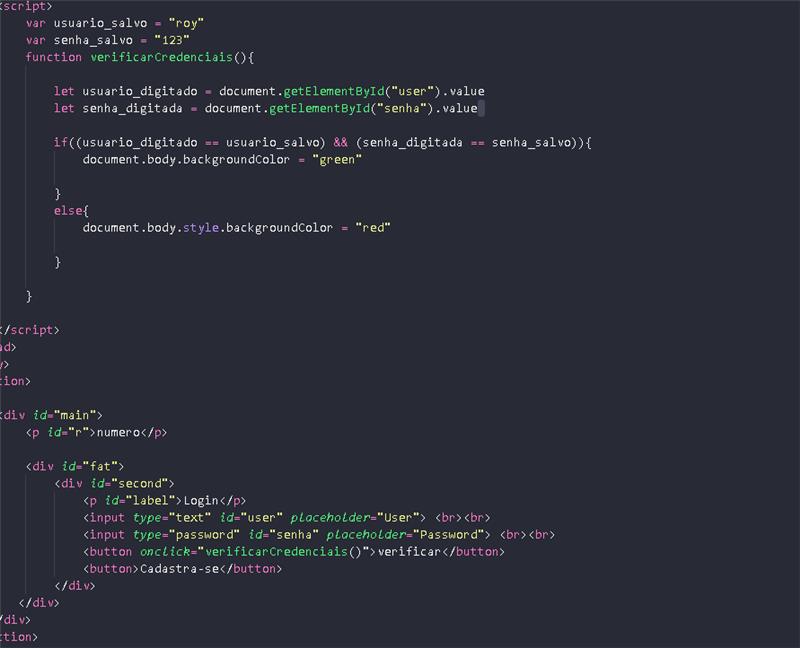 <script>
var usuario_salvo = "roy"
var senha_salvo = "123"
function verificarCredenciais(){
let usuario_digitado = document.getElementById("user").value
let senha_digitada = document.getElementById("senha").value
if((usuario_digitado == usuario_salvo) && (senha_digitada == senha_salvo)){
document.body.backgroundColor = "green"
}
else{
document.body.style.backgroundColor = "red"
}
}
</script>
ad>
>
tion>
<div id="main">
<p id="r">numero</p>
<div id="fat">
<div id="second">
<p id="label">Login</p>
<input type="text" id="user" placeholder="User"> <br><br>
<input type="password" id="senha" placeholder="Password"> <br><br>
<button onclick="verificarCredenciais()">verificar</button>
<button>Cadastra-se</button>
</div>
</div>
/div>
ction>